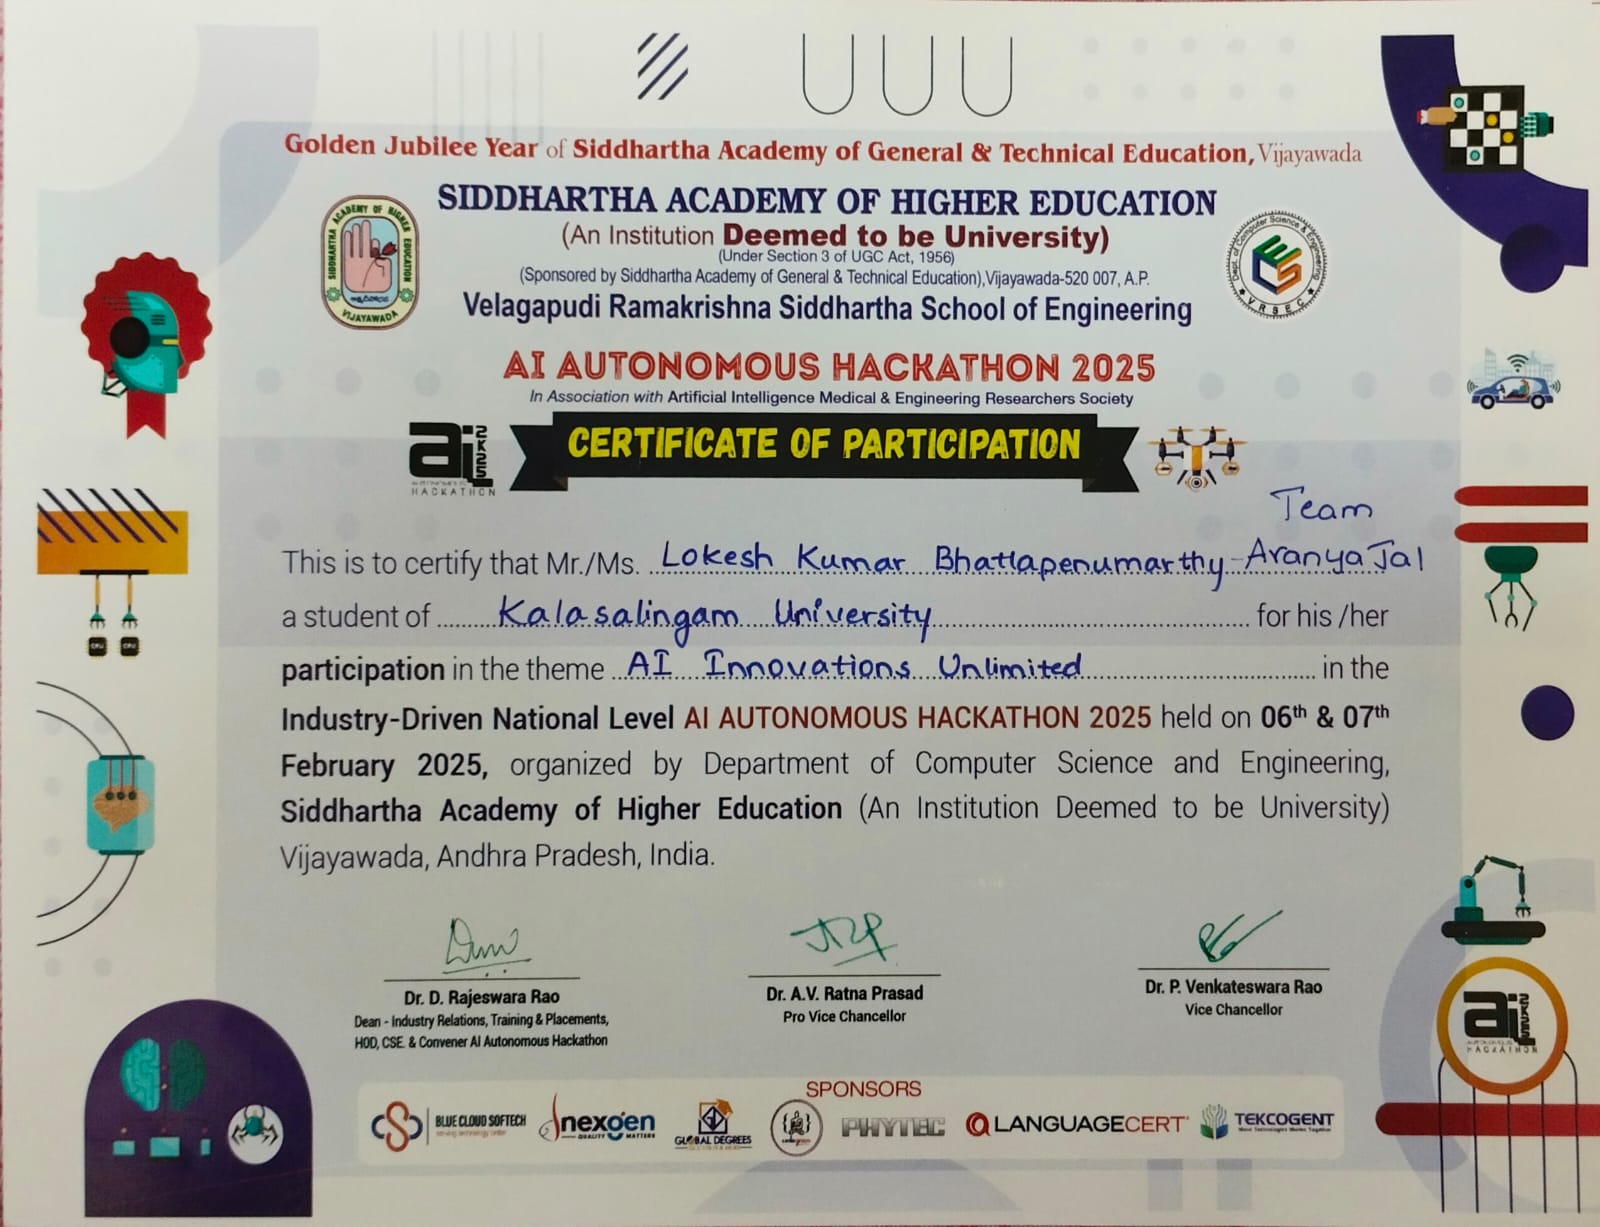 Golden Jubilee Year of Siddhartha Academy of General & Technical Education, Vijayawada
SIDDHARTHA ACADEMY OF HIGHER EDUCATION
(An Institution Deemed to be University)
(Under Section 3 of UGC Act, 1956)
(Sponsored by Siddhartha Academy of General & Technical Education),Vijayawada-520 007, A.P.
Velagapudi Ramakrishna Siddhartha School of Engineering
SIDDHARTHA ACADEMY OF HIGHER EDUCATION
VIJAYAWADA
Dept. of Computer Science & Engineering
VRSEC
AI AUTONOMOUS HACKATHON 2025
In Association with Artificial Intelligence Medical & Engineering Researchers Society
ai 2K25
AUTONOMOUS
HACKATHON
CERTIFICATE OF PARTICIPATION
Team
This is to certify that Mr./Ms. Lokesh Kumar Bhatlapenumarthy-Aranya Jal
a student of Kalasalingam University for his /her
participation in the theme AI Innovations Unlimited in the
Industry-Driven National Level AI AUTONOMOUS HACKATHON 2025 held on 06th & 07th
February 2025, organized by Department of Computer Science and Engineering,
Siddhartha Academy of Higher Education (An Institution Deemed to be University)
Vijayawada, Andhra Pradesh, India.
CPU CPU
Dr. D. Rajeswara Rao
Dean - Industry Relations, Training & Placements,
HOD, CSE. & Convener AI Autonomous Hackathon
Dr. A.V. Ratna Prasad
Pro Vice Chancellor
Dr. P. Venkateswara Rao
Vice Chancellor
ai 2K25
AUTONOMOUS
HACKATHON
SPONSORS
BLUE CLOUD SOFTECH
nexgen
QUALITY MATTERS
GLOBAL DEGREES
PHYTEC
LANGUAGECERT
TEKCOGENT